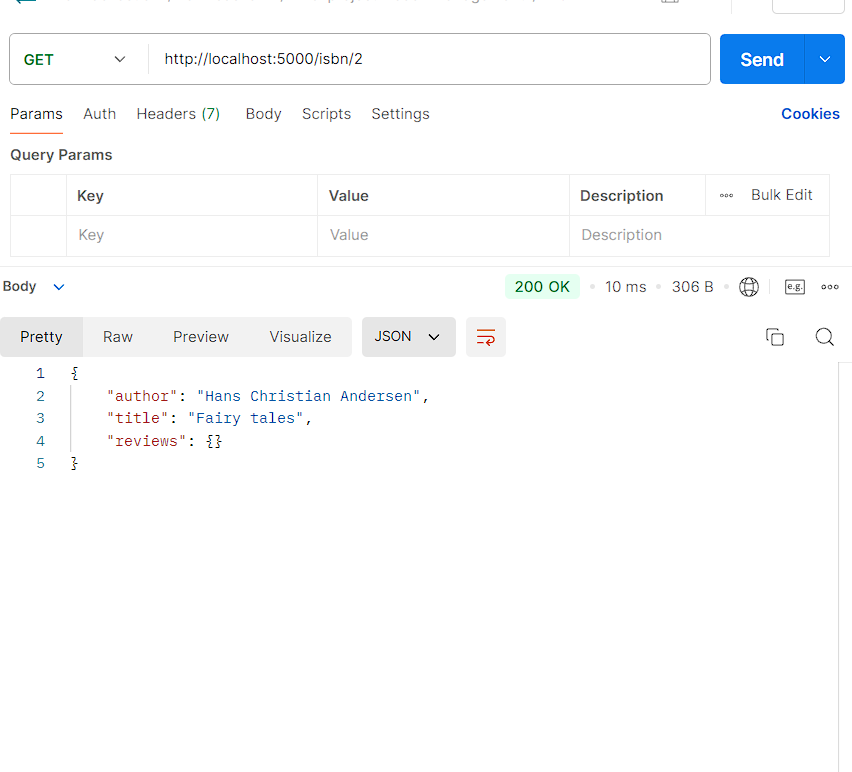 GET http://localhost:5000/isbn/2 Send
Params Auth Headers (7) Body Scripts Settings Cookies
Query Params
Key Value Description Bulk Edit
Key Value Description
Body 200 OK 10 ms 306 B e.g.
Pretty Raw Preview Visualize JSON
1 {
2 "author": "Hans Christian Andersen",
3 "title": "Fairy tales",
4 "reviews": {}
5 }